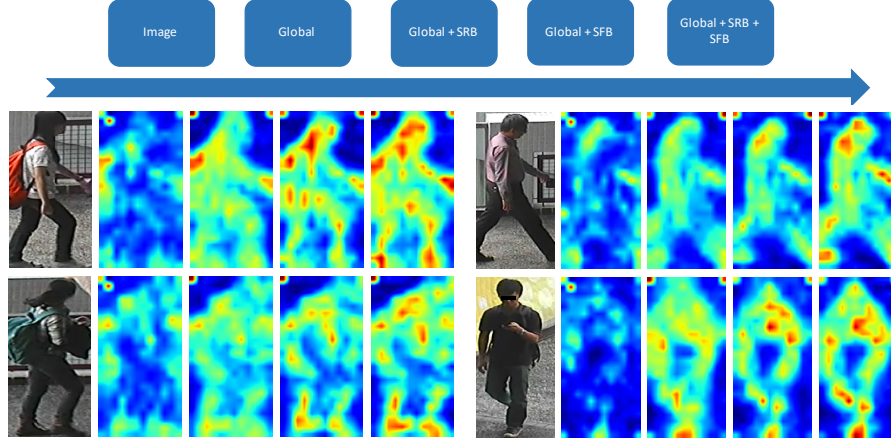 Image
Global
Global + SRB
Global + SFB
Global + SRB +
SFB